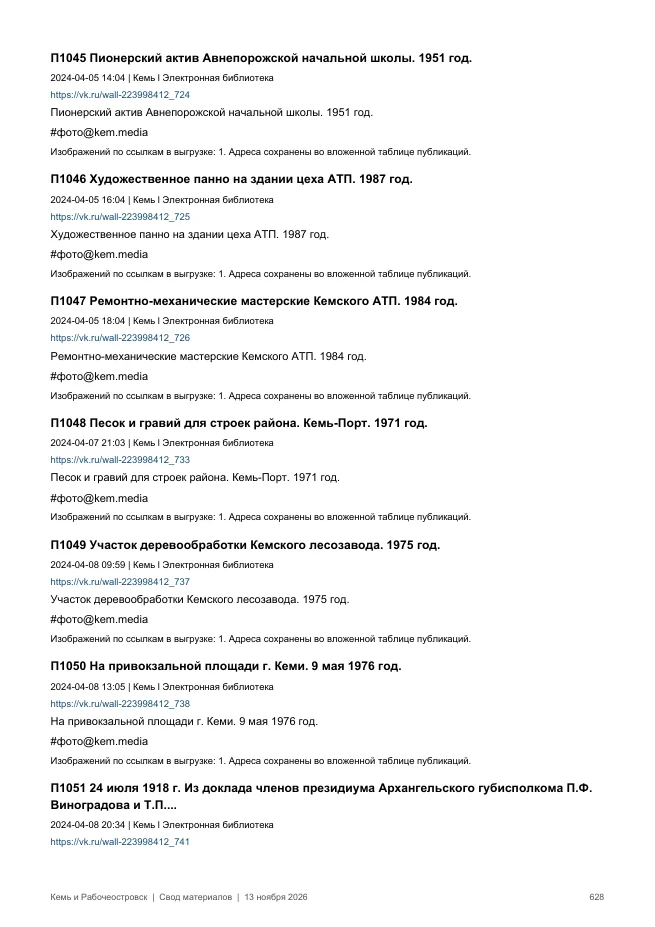 П1045 Пионерский актив Авнепорожской начальной школы. 1951 год.
2024-04-05 14:04 | Кемь I Электронная библиотека
https://vk.ru/wall-223998412_724
Пионерский актив Авнепорожской начальной школы. 1951 год.
#фото@kem.media
Изображений по ссылкам в выгрузке: 1. Адреса сохранены во вложенной таблице публикаций.
П1046 Художественное панно на здании цеха АТП. 1987 год.
2024-04-05 16:04 | Кемь I Электронная библиотека
https://vk.ru/wall-223998412_725
Художественное панно на здании цеха АТП. 1987 год.
#фото@kem.media
Изображений по ссылкам в выгрузке: 1. Адреса сохранены во вложенной таблице публикаций.
П1047 Ремонтно-механические мастерские Кемского АТП. 1984 год.
2024-04-05 18:04 | Кемь I Электронная библиотека
https://vk.ru/wall-223998412_726
Ремонтно-механические мастерские Кемского АТП. 1984 год.
#фото@kem.media
Изображений по ссылкам в выгрузке: 1. Адреса сохранены во вложенной таблице публикаций.
П1048 Песок и гравий для строек района. Кемь-Порт. 1971 год.
2024-04-07 21:03 | Кемь I Электронная библиотека
https://vk.ru/wall-223998412_733
Песок и гравий для строек района. Кемь-Порт. 1971 год.
#фото@kem.media
Изображений по ссылкам в выгрузке: 1. Адреса сохранены во вложенной таблице публикаций.
П1049 Участок деревообработки Кемского лесозавода. 1975 год.
2024-04-08 09:59 | Кемь I Электронная библиотека
https://vk.ru/wall-223998412_737
Участок деревообработки Кемского лесозавода. 1975 год.
#фото@kem.media
Изображений по ссылкам в выгрузке: 1. Адреса сохранены во вложенной таблице публикаций.
П1050 На привокзальной площади г. Кеми. 9 мая 1976 год.
2024-04-08 13:05 | Кемь I Электронная библиотека
https://vk.ru/wall-223998412_738
На привокзальной площади г. Кеми. 9 мая 1976 год.
#фото@kem.media
Изображений по ссылкам в выгрузке: 1. Адреса сохранены во вложенной таблице публикаций.
П1051 24 июля 1918 г. Из доклада членов президиума Архангельского губисполкома П.Ф.
Виноградова и Т.П....
2024-04-08 20:34 | Кемь I Электронная библиотека
https://vk.ru/wall-223998412_741
Кемь и Рабочеостровск | Свод материалов | 13 ноября 2026
628